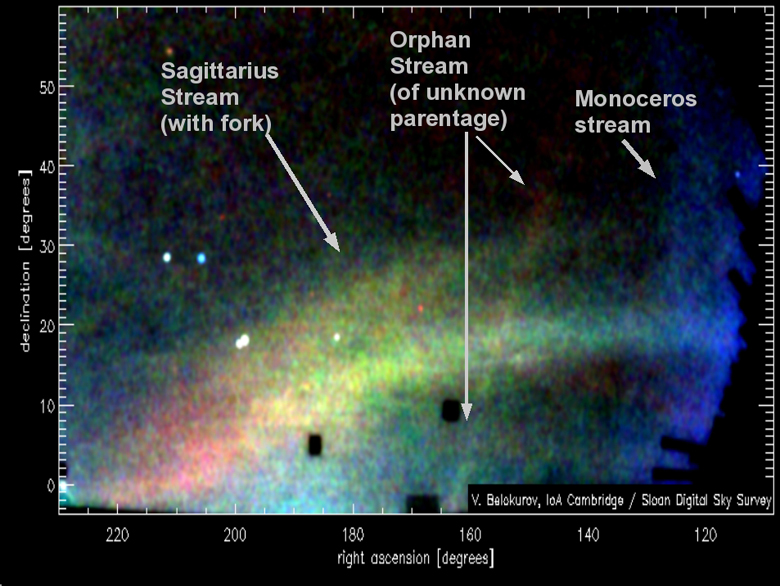 Sagittarius
Stream
(with fork)
Orphan
Stream
(of unknown
parentage)
Monoceros
stream
50
40
30
20
10
0
declination [degrees]
V. Belokurov, IoA Cambridge / Sloan Digital Sky Survey
220
200
180
160
140
120
right ascension [degrees]